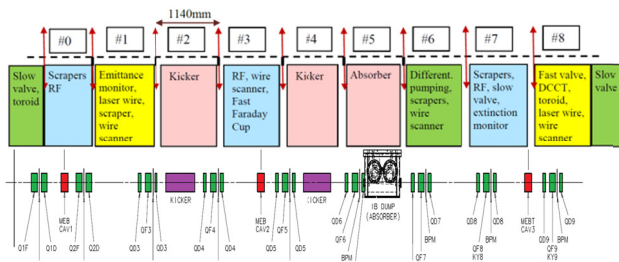 1140mm
#0
#1
#2
#3
#4
#5
#6
#7
#8
Slow
valve,
toroid
Scrapers
RF
Emittance
monitor,
laser wire,
scraper,
wire
scanner
Kicker
RF, wire
scanner,
Fast
Faraday
Cup
Kicker
Absorber
Different.
pumping,
scrapers,
wire
scanner
Scrapers,
RF, slow
valve,
extinction
monitor
Fast valve,
DCCT,
toroid,
laser wire,
wire
scanner
Slow
valve
KICKER
KICKER
IB DUMP
(ABSORBER)
Q1F
Q1D
MEB
CAV1
Q2F
Q2D
QD3
QF3
QD3
QD4
QF4
QD4
MEB
CAV2
QD5
QF5
QD5
QD6
QF6
BPM
BPM
QF7
QD7
QD8
QF8
KY8
BPM
QD8
MEBT
CAV3
QD9
QF9
KY9
BPM
QD9